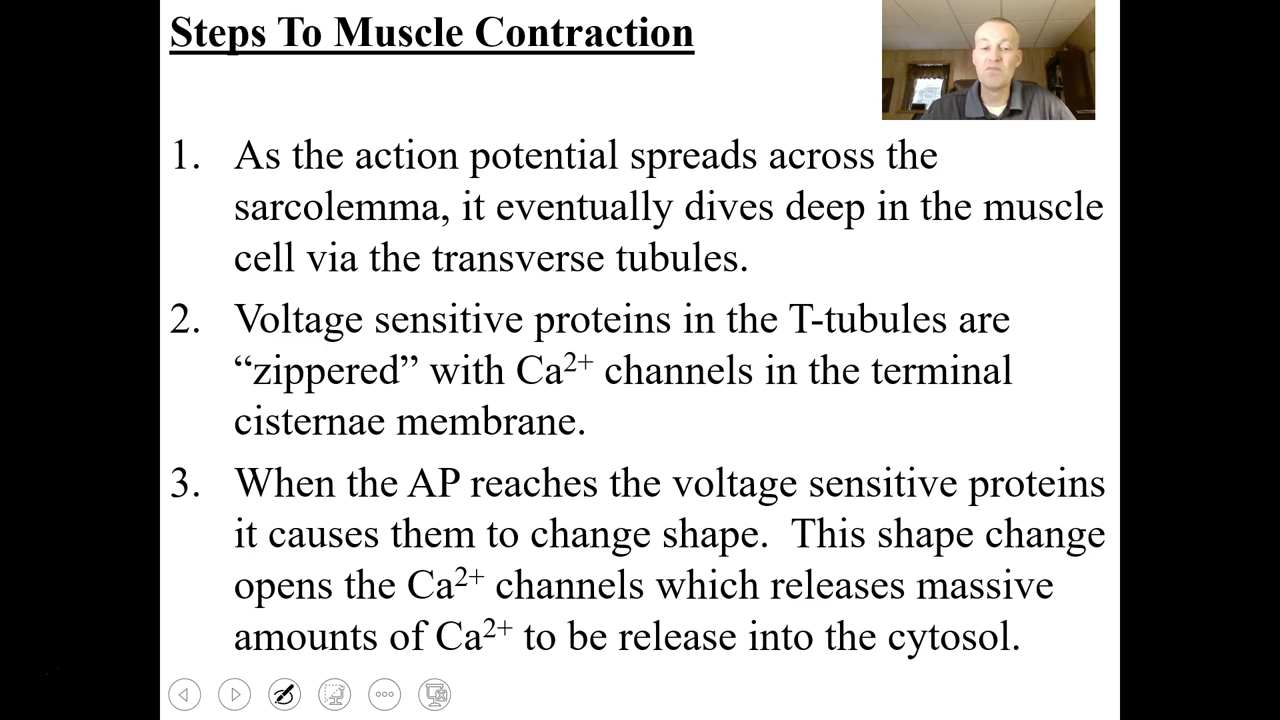 Steps To Muscle Contraction
1. As the action potential spreads across the
sarcolemma, it eventually dives deep in the muscle
cell via the transverse tubules.
2. Voltage sensitive proteins in the T-tubules are
“zippered” with Ca²⁺ channels in the terminal
cisternae membrane.
3. When the AP reaches the voltage sensitive proteins
it causes them to change shape.  This shape change
opens the Ca²⁺ channels which releases massive
amounts of Ca²⁺ to be release into the cytosol.